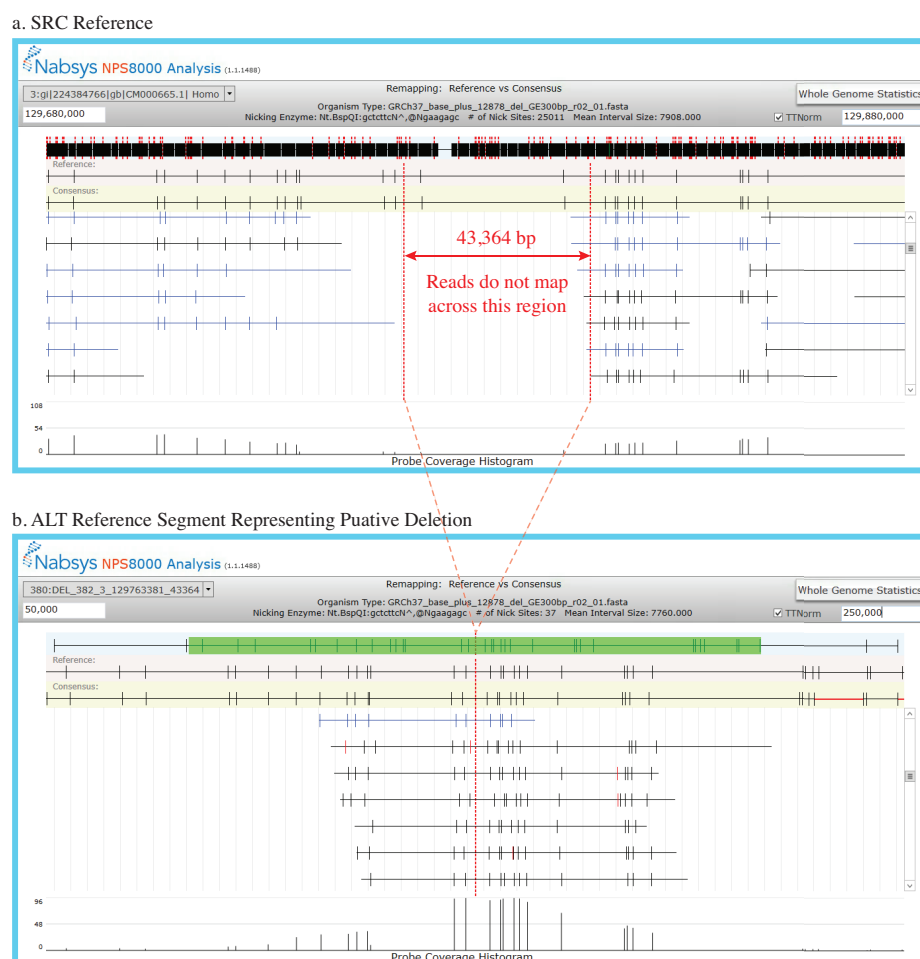 a. SRC Reference
Nabsys NPS8000 Analysis (1.1.1488)
3:gi|224384766|gb|CM000665.1| Homo
Remapping: Reference vs Consensus
Whole Genome Statistics
129,680,000
Organism Type: GRCh37_base_plus_12878_del_GE300bp_r02_01.fasta
Nicking Enzyme: Nt.BspQI:gctcttcN^,@Ngaagagc # of Nick Sites: 25011 Mean Interval Size: 7908.000
TTNorm
129,880,000
Reference:
Consensus:
43,364 bp
Reads do not map
across this region
108
54
0
Probe Coverage Histogram
b. ALT Reference Segment Representing Puative Deletion
Nabsys NPS8000 Analysis (1.1.1488)
380:DEL_382_3_129763381_43364
Remapping: Reference vs Consensus
Whole Genome Statistics
50,000
Organism Type: GRCh37_base_plus_12878_del_GE300bp_r02_01.fasta
Nicking Enzyme: Nt.BspQI:gctcttcN^,@Ngaagagc # of Nick Sites: 37 Mean Interval Size: 7760.000
TTNorm
250,000
Reference:
Consensus:
96
48
0
Probe Coverage Histogram